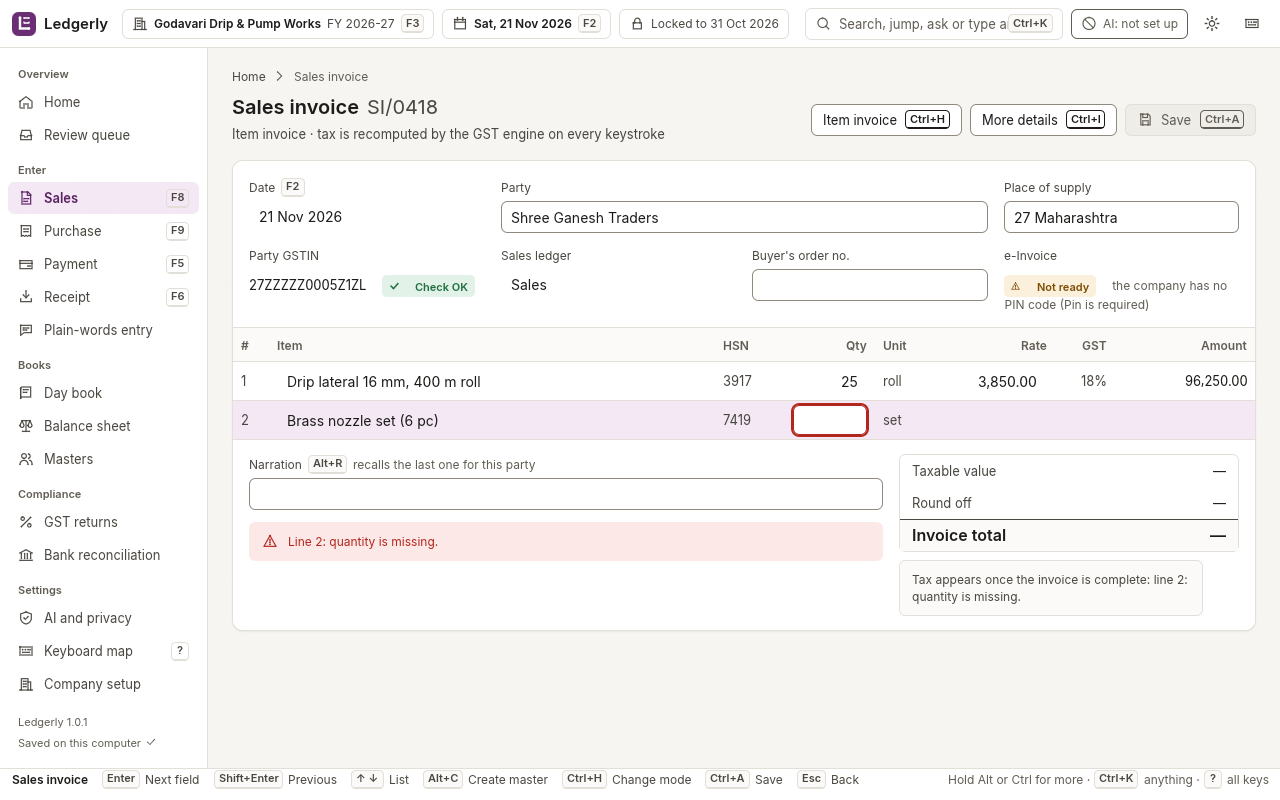 Ledgerly
Godavari Drip & Pump Works FY 2026-27 F3
Sat, 21 Nov 2026 F2
Locked to 31 Oct 2026
Search, jump, ask or type a Ctrl+K
AI: not set up
Overview
Home
Review queue
Enter
Sales F8
Purchase F9
Payment F5
Receipt F6
Plain-words entry
Books
Day book
Balance sheet
Masters
Compliance
GST returns
Bank reconciliation
Settings
AI and privacy
Keyboard map ?
Company setup
Ledgerly 1.0.1
Saved on this computer
Home Sales invoice
Sales invoice SI/0418
Item invoice · tax is recomputed by the GST engine on every keystroke
Item invoice Ctrl+H
More details Ctrl+I
Save Ctrl+A
Date F2
21 Nov 2026
Party
Shree Ganesh Traders
Place of supply
27 Maharashtra
Party GSTIN
27ZZZZZ0005Z1ZL Check OK
Sales ledger
Sales
Buyer's order no.
e-Invoice
Not ready the company has no
PIN code (Pin is required)
# Item HSN Qty Unit Rate GST Amount
1 Drip lateral 16 mm, 400 m roll 3917 25 roll 3,850.00 18% 96,250.00
2 Brass nozzle set (6 pc) 7419 set
Narration Alt+R recalls the last one for this party
Line 2: quantity is missing.
Taxable value —
Round off —
Invoice total —
Tax appears once the invoice is complete: line 2:
quantity is missing.
Sales invoice Enter Next field Shift+Enter Previous ↑ ↓ List Alt+C Create master Ctrl+H Change mode Ctrl+A Save Esc Back
Hold Alt or Ctrl for more · Ctrl+K anything · ? all keys